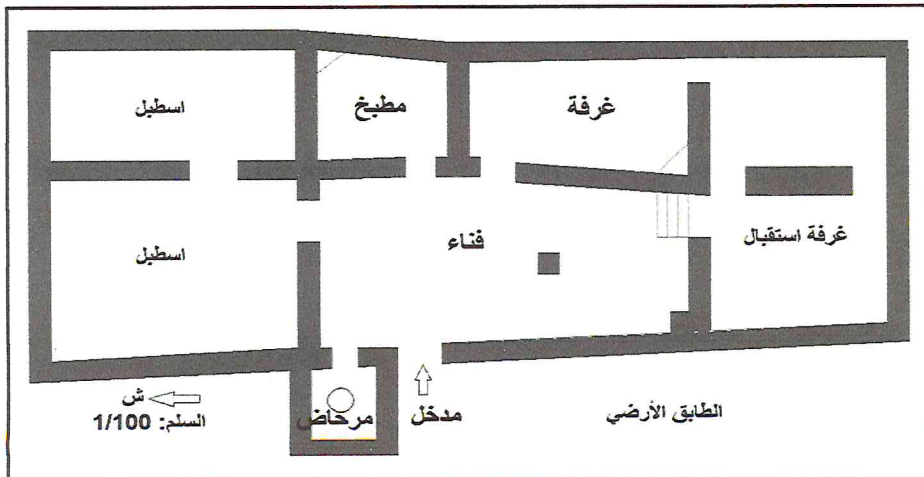 غرفة
مطبخ
اسطبل
فناء
غرفة استقبال
اسطبل
ش
السلم: 1/100
مرحاض
مدخل
الطابق الأرضي